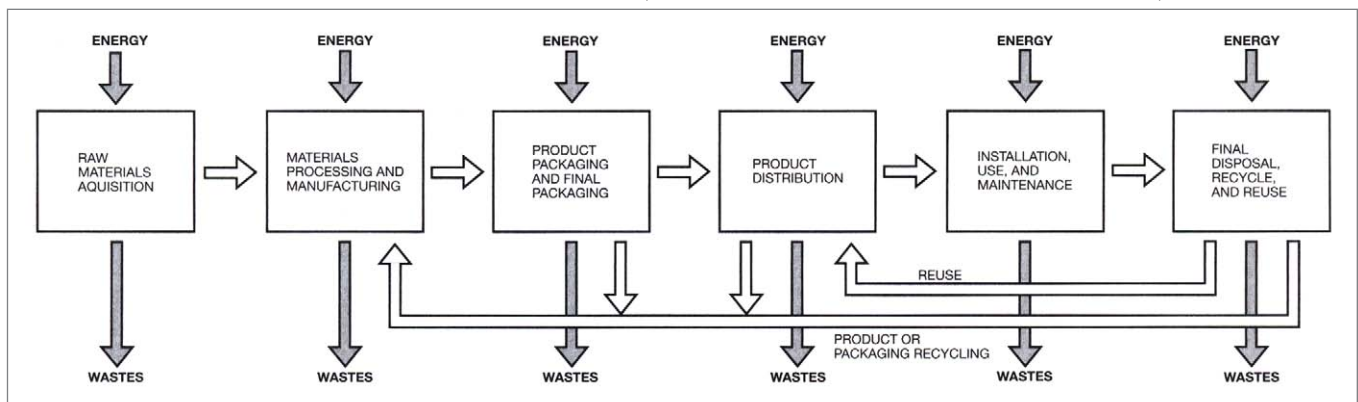 ENERGY
ENERGY
ENERGY
ENERGY
ENERGY
ENERGY
RAW
MATERIALS
AQUISITION
MATERIALS
PROCESSING AND
MANUFACTURING
PRODUCT
PACKAGING
AND FINAL
PACKAGING
PRODUCT
DISTRIBUTION
INSTALLATION,
USE, AND
MAINTENANCE
FINAL
DISPOSAL,
RECYCLE,
AND REUSE
REUSE
PRODUCT OR
PACKAGING RECYCLING
WASTES
WASTES
WASTES
WASTES
WASTES
WASTES